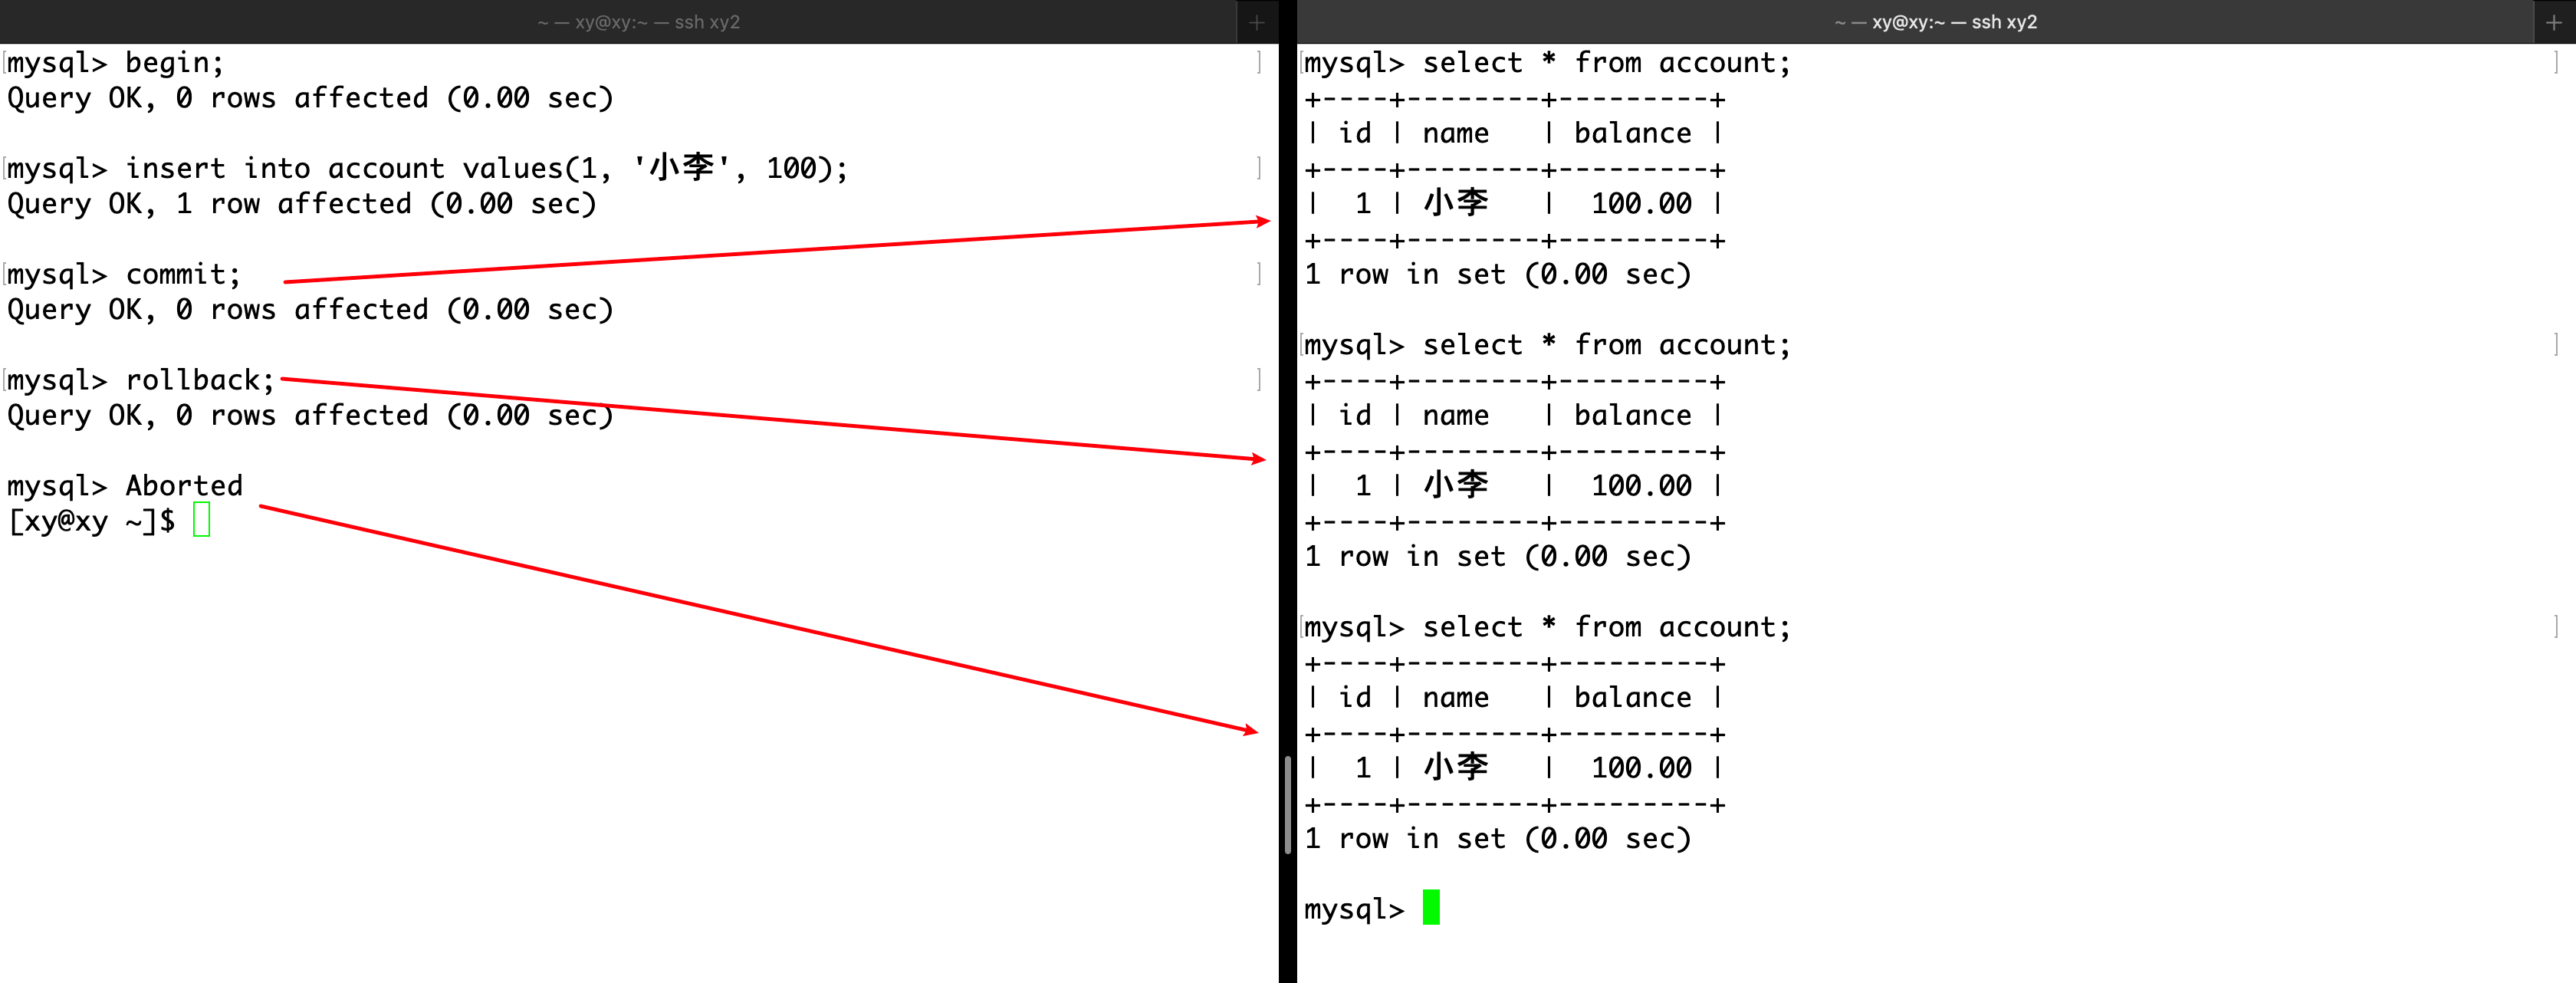 ~ — xy@xy:~ — ssh xy2
mysql> begin;
Query OK, 0 rows affected (0.00 sec)
mysql> insert into account values(1, '小李', 100);
Query OK, 1 row affected (0.00 sec)
mysql> commit;
Query OK, 0 rows affected (0.00 sec)
mysql> rollback;
Query OK, 0 rows affected (0.00 sec)
mysql> Aborted
[xy@xy ~]$
~ — xy@xy:~ — ssh xy2
mysql> select * from account;
+----+--------+---------+
| id | name   | balance |
+----+--------+---------+
|  1 | 小李   |  100.00 |
+----+--------+---------+
1 row in set (0.00 sec)
mysql> select * from account;
+----+--------+---------+
| id | name   | balance |
+----+--------+---------+
|  1 | 小李   |  100.00 |
+----+--------+---------+
1 row in set (0.00 sec)
mysql> select * from account;
+----+--------+---------+
| id | name   | balance |
+----+--------+---------+
|  1 | 小李   |  100.00 |
+----+--------+---------+
1 row in set (0.00 sec)
mysql>